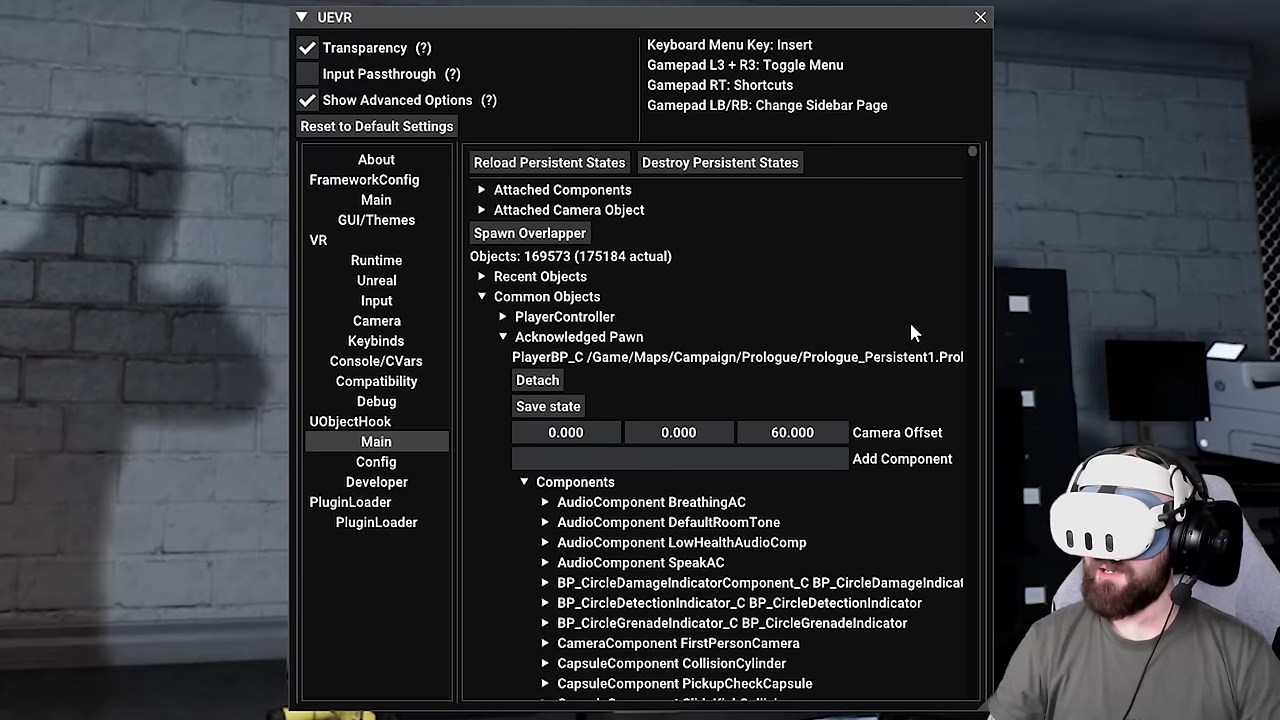 UEVR
Transparency (?)
Input Passthrough (?)
Show Advanced Options (?)
Reset to Default Settings
Keyboard Menu Key: Insert
Gamepad L3 + R3: Toggle Menu
Gamepad RT: Shortcuts
Gamepad LB/RB: Change Sidebar Page
About
FrameworkConfig
Main
GUI/Themes
VR
Runtime
Unreal
Input
Camera
Keybinds
Console/CVars
Compatibility
Debug
UObjectHook
Main
Config
Developer
PluginLoader
PluginLoader
Reload Persistent States
Destroy Persistent States
Attached Components
Attached Camera Object
Spawn Overlapper
Objects: 169573 (175184 actual)
Recent Objects
Common Objects
PlayerController
Acknowledged Pawn
PlayerBP_C /Game/Maps/Campaign/Prologue/Prologue_Persistent1.Prol
Detach
Save state
0.000 0.000 60.000 Camera Offset
Add Component
Components
AudioComponent BreathingAC
AudioComponent DefaultRoomTone
AudioComponent LowHealthAudioComp
AudioComponent SpeakAC
BP_CircleDamageIndicatorComponent_C BP_CircleDamageIndicat
BP_CircleDetectionIndicator_C BP_CircleDetectionIndicator
BP_CircleGrenadeIndicator_C BP_CircleGrenadeIndicator
CameraComponent FirstPersonCamera
CapsuleComponent CollisionCylinder
CapsuleComponent PickupCheckCapsule